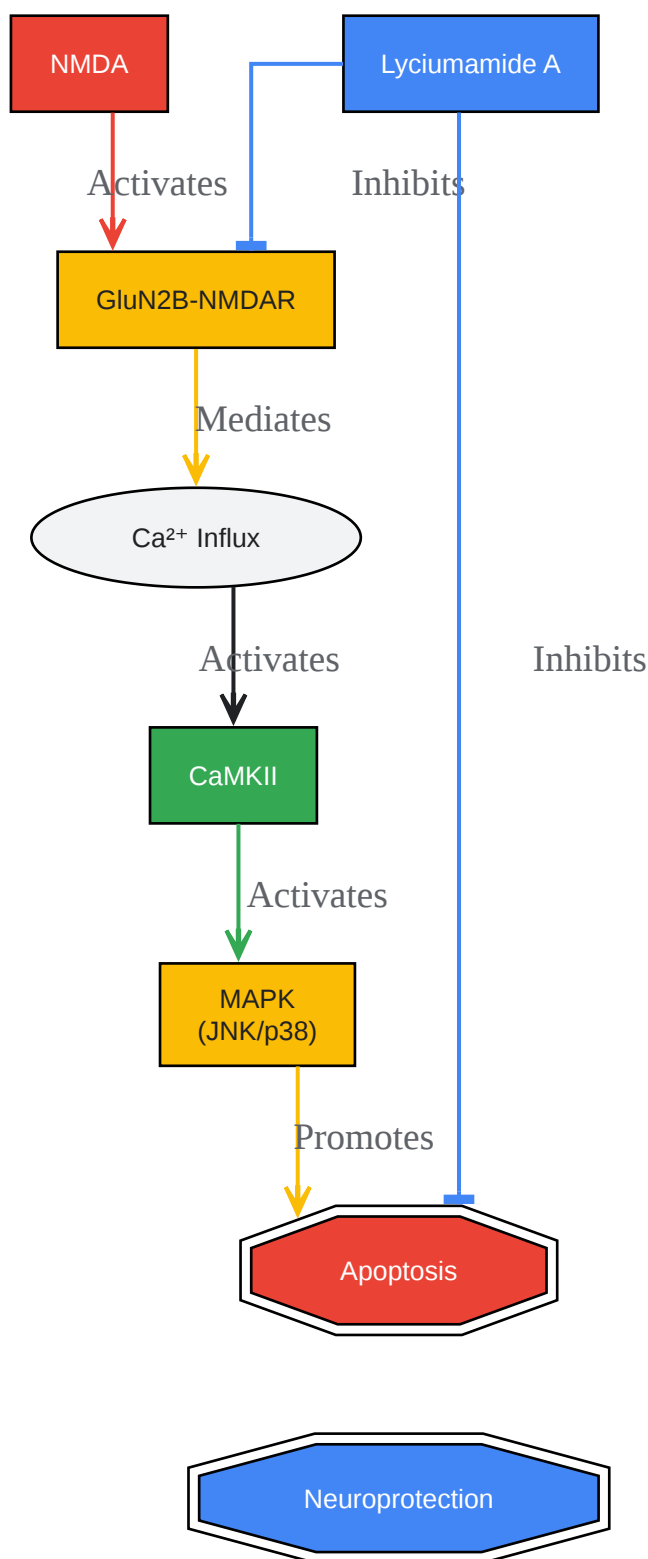 NMDA
Lyciumamide A
Activates
Inhibits
GluN2B-NMDAR
Mediates
Ca²⁺ Influx
Activates
Inhibits
CaMKII
Activates
MAPK
(JNK/p38)
Promotes
Apoptosis
Neuroprotection